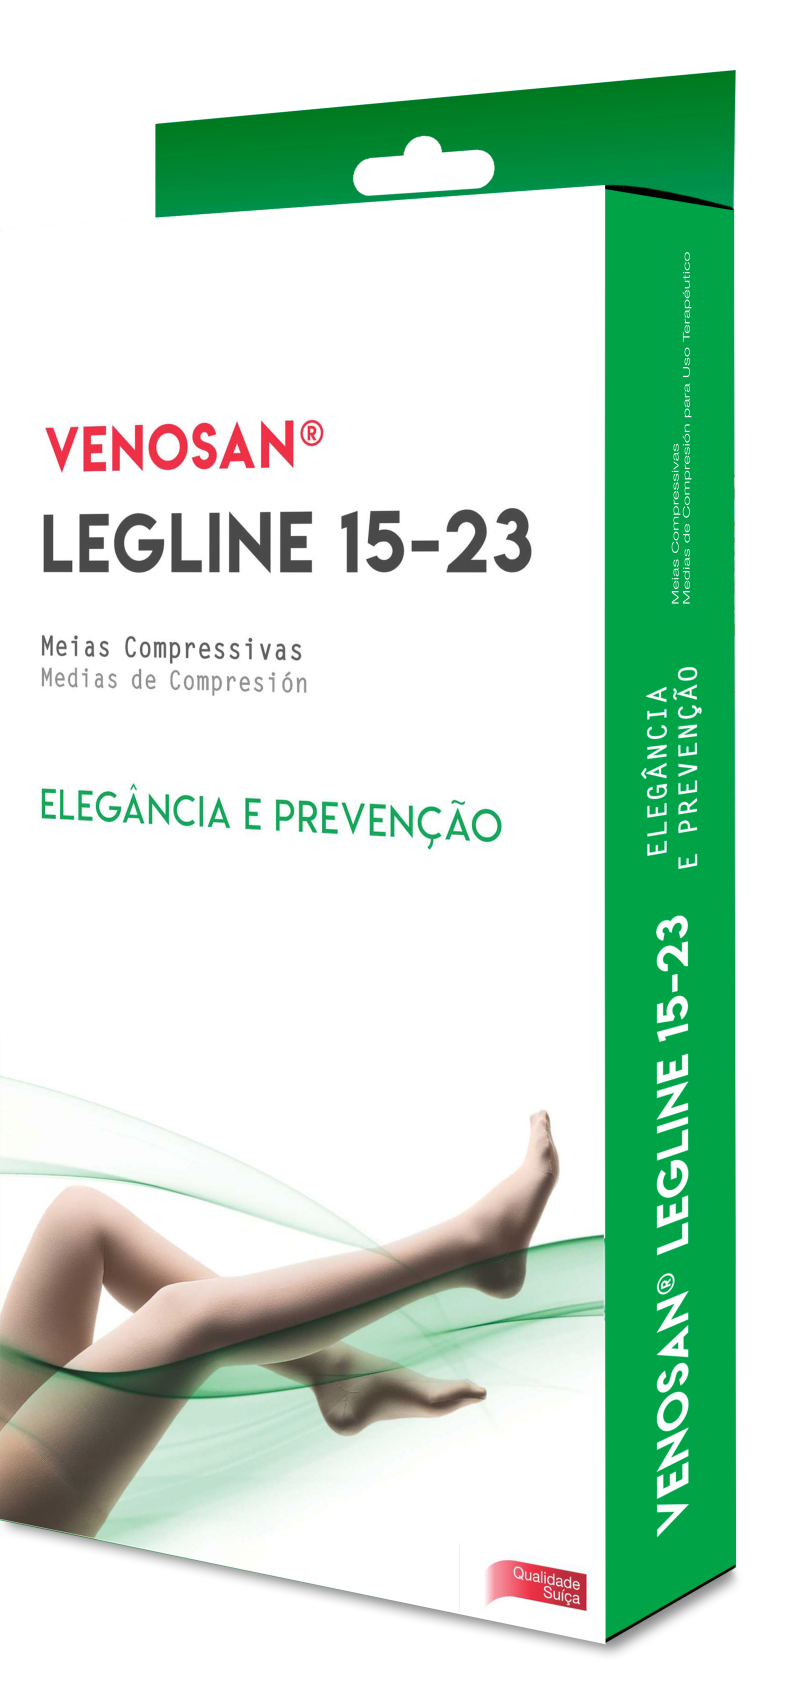 VENOSAN®
LEGLINE 15-23
Meias Compressivas
Medias de Compresión
ELEGÂNCIA E PREVENÇÃO
Qualidade
Suíça
VENOSAN® LEGLINE 15-23
ELEGÂNCIA
E PREVENÇÃO
Meias Compressivas
Medias de Compresión para Uso Terapéutico